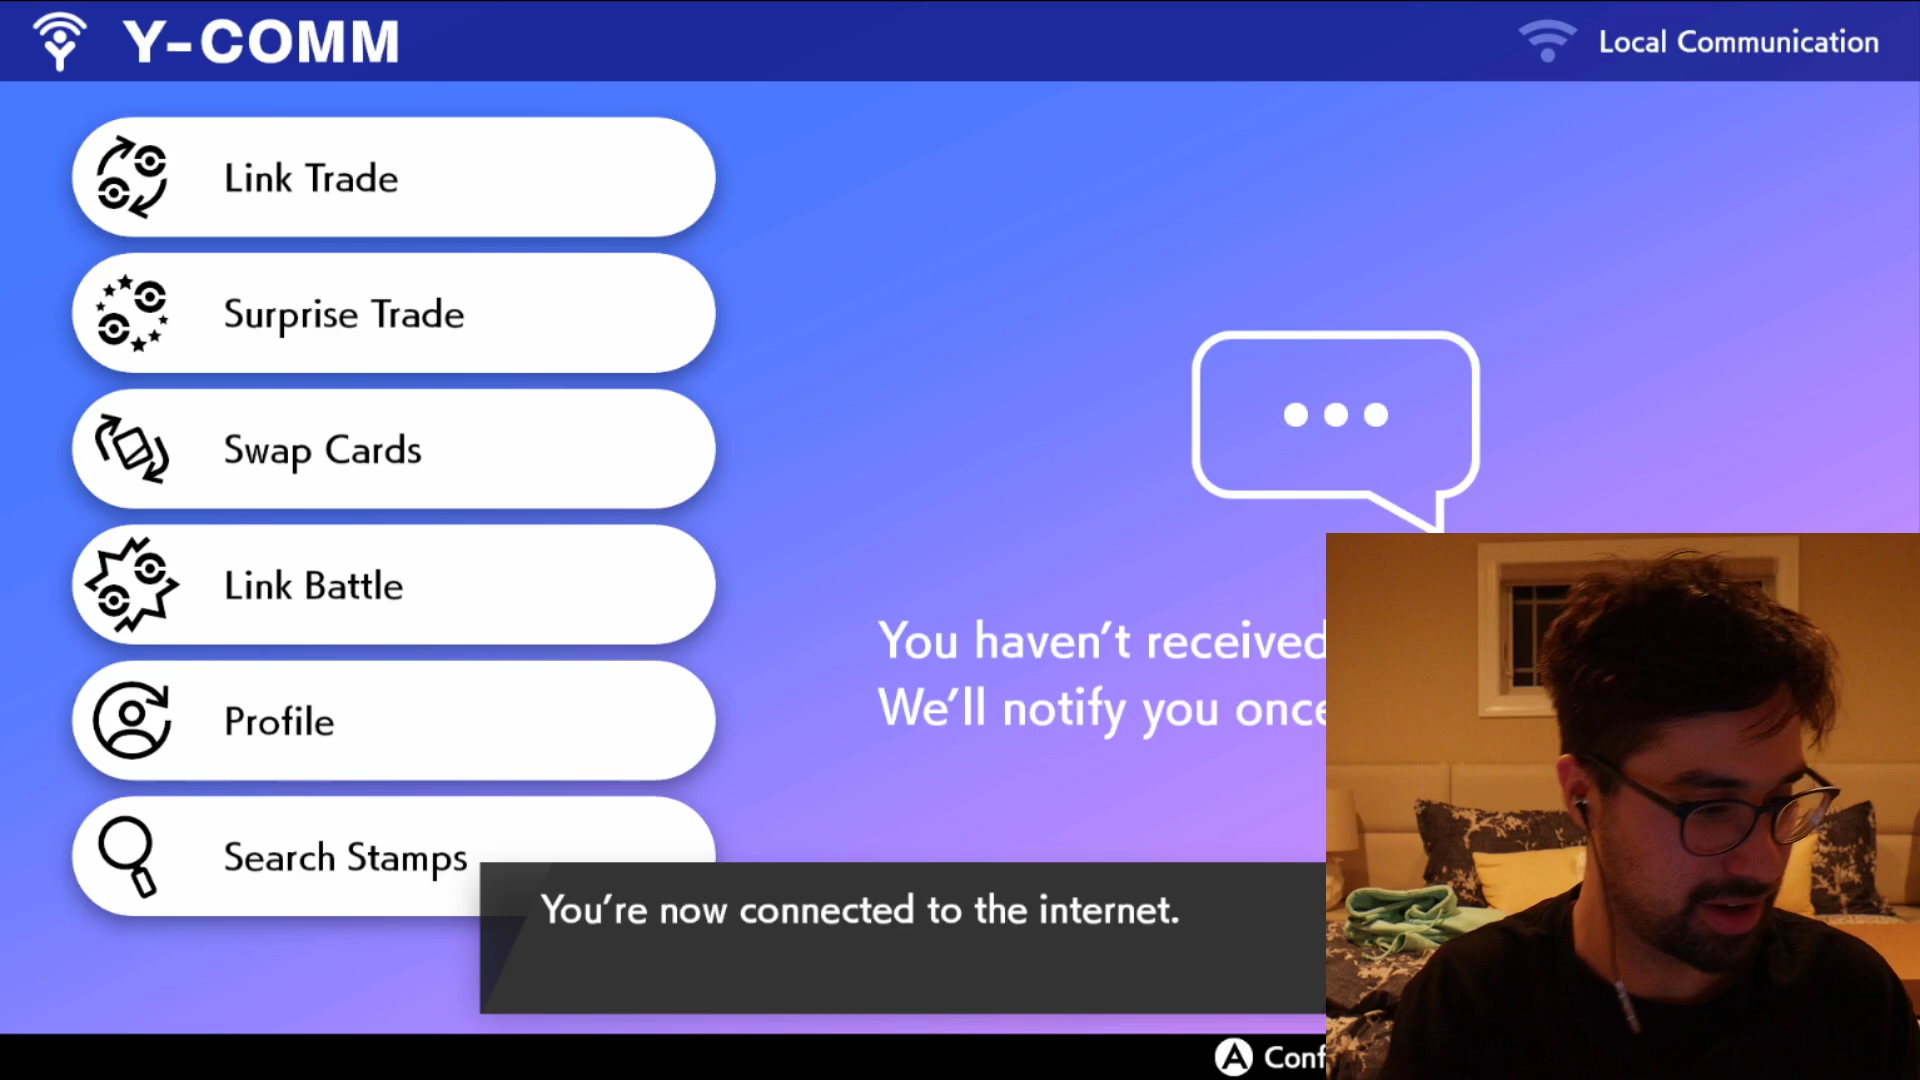 Y-COMM
Local Communication
Link Trade
Surprise Trade
Swap Cards
Link Battle
Profile
Search Stamps
You haven't received
We'll notify you once
You're now connected to the internet.
A